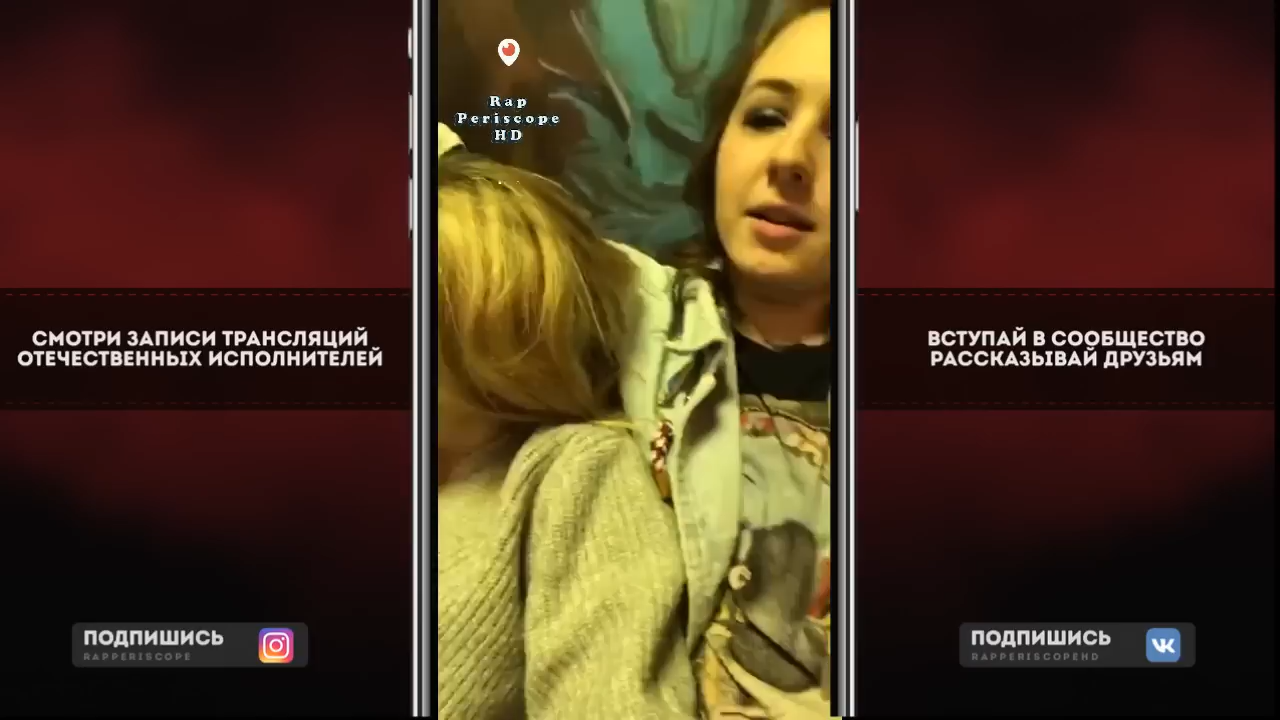 Rap
Periscope
HD
СМОТРИ ЗАПИСИ ТРАНСЛЯЦИЙ
ОТЕЧЕСТВЕННЫХ ИСПОЛНИТЕЛЕЙ
ВСТУПАЙ В СООБЩЕСТВО
РАССКАЗЫВАЙ ДРУЗЬЯМ
ПОДПИШИСЬ
RAPPERISCOPE
ПОДПИШИСЬ
RAPPERISCOPEHD